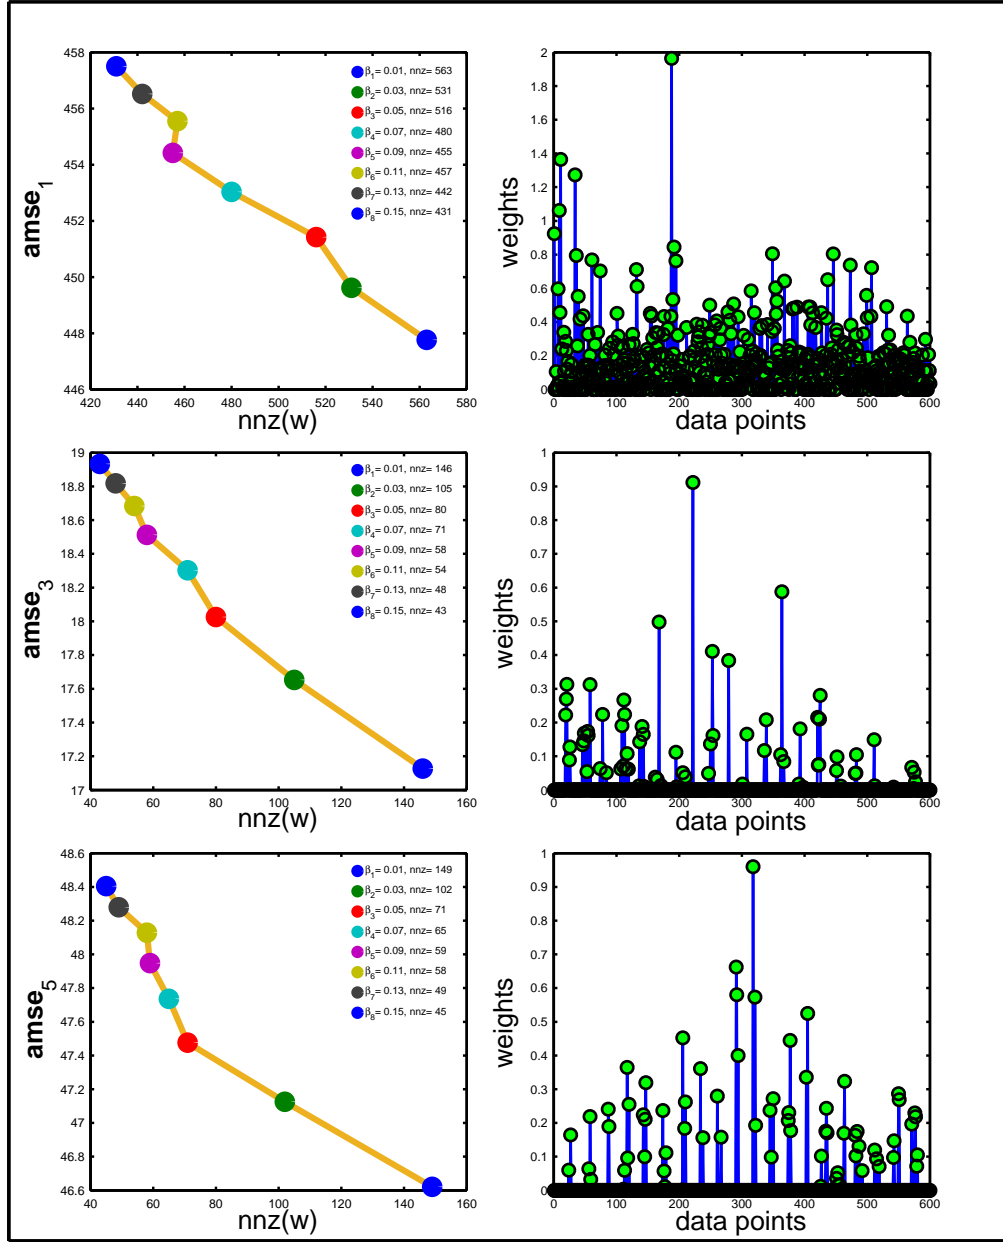 458
456
454
452
450
448
446
420
440
460
480
500
520
540
560
580
nnz(w)
amse1
β1= 0.01, nnz= 563
β2= 0.03, nnz= 531
β3= 0.05, nnz= 516
β4= 0.07, nnz= 480
β5= 0.09, nnz= 455
β6= 0.11, nnz= 457
β7= 0.13, nnz= 442
β8= 0.15, nnz= 431
2
1.8
1.6
1.4
1.2
1
0.8
0.6
0.4
0.2
0
0
100
200
300
400
500
600
data points
weights
19
18.8
18.6
18.4
18.2
18
17.8
17.6
17.4
17.2
17
40
60
80
100
120
140
160
nnz(w)
amse3
β1= 0.01, nnz= 146
β2= 0.03, nnz= 105
β3= 0.05, nnz= 80
β4= 0.07, nnz= 71
β5= 0.09, nnz= 58
β6= 0.11, nnz= 54
β7= 0.13, nnz= 48
β8= 0.15, nnz= 43
1
0.9
0.8
0.7
0.6
0.5
0.4
0.3
0.2
0.1
0
0
100
200
300
400
500
600
data points
weights
48.6
48.4
48.2
48
47.8
47.6
47.4
47.2
47
46.8
46.6
40
60
80
100
120
140
160
nnz(w)
amse5
β1= 0.01, nnz= 149
β2= 0.03, nnz= 102
β3= 0.05, nnz= 71
β4= 0.07, nnz= 65
β5= 0.09, nnz= 59
β6= 0.11, nnz= 58
β7= 0.13, nnz= 49
β8= 0.15, nnz= 45
1
0.9
0.8
0.7
0.6
0.5
0.4
0.3
0.2
0.1
0
0
100
200
300
400
500
600
data points
weights